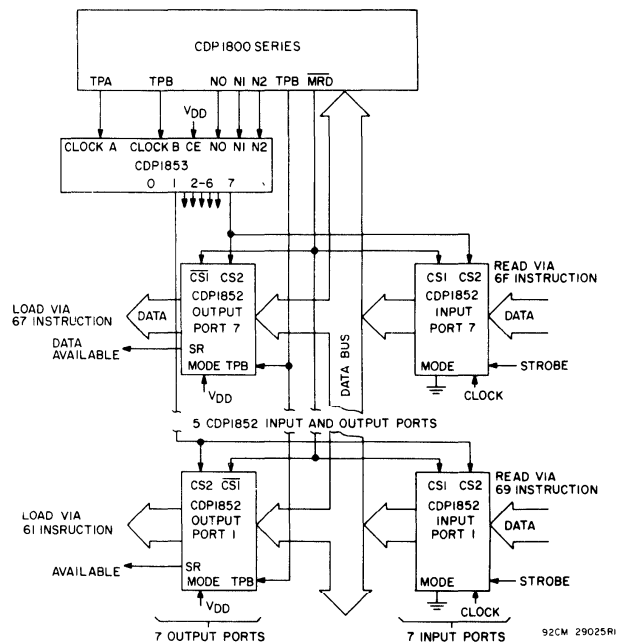 CDP1800 SERIES
TPA TPB N0 N1 N2 TPB MRD
VDD
CLOCK A CLOCK B CE N0 N1 N2
CDP1853
0 1 2-6 7
CS1 CS2
CDP1852
OUTPUT
PORT 7
SR
MODE TPB
VDD
LOAD VIA
67 INSTRUCTION
DATA
DATA
AVAILABLE
DATA BUS
CS1 CS2
CDP1852
INPUT
PORT 7
MODE
READ VIA
6F INSTRUCTION
DATA
STROBE
CLOCK
5 CDP1852 INPUT AND OUTPUT PORTS
CS2 CS1
CDP1852
OUTPUT
PORT 1
SR
MODE TPB
VDD
LOAD VIA
61 INSRUCTION
AVAILABLE
CS1 CS2
CDP1852
INPUT
PORT 1
MODE
READ VIA
69 INSTRUCTION
DATA
STROBE
CLOCK
7 OUTPUT PORTS
7 INPUT PORTS
92CM 29025R1